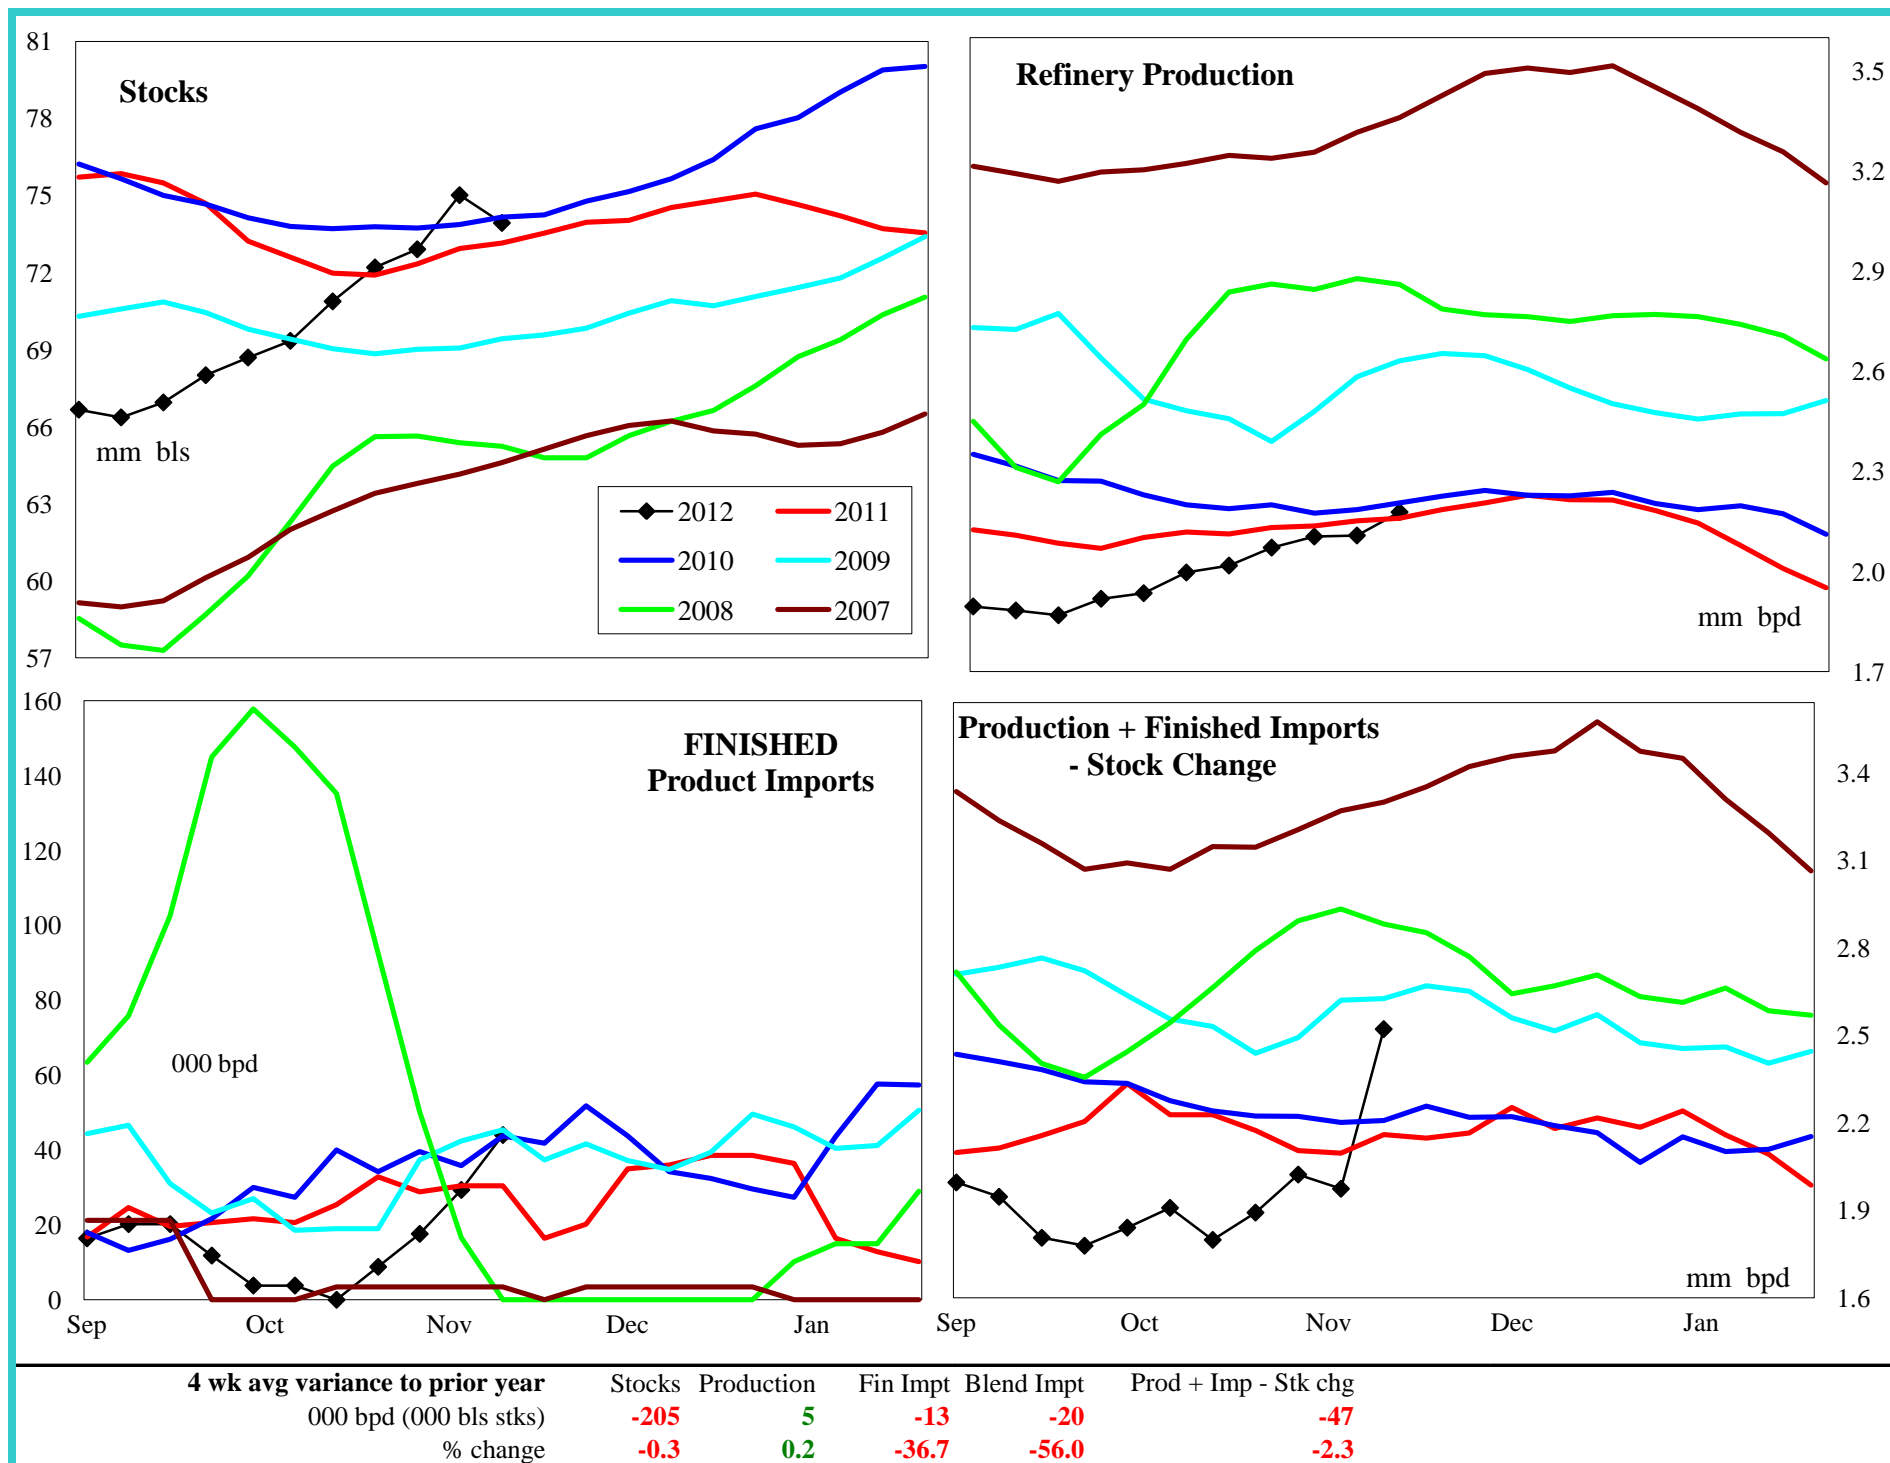 Stocks
81
78
75
72
69
66
63
60
57
mm bls
2012 2011
2010 2009
2008 2007
Refinery Production
3.5
3.2
2.9
2.6
2.3
2.0
1.7
mm bpd
FINISHED
Product Imports
160
140
120
100
80
60
40
20
0
000 bpd
Sep Oct Nov Dec Jan
Production + Finished Imports
- Stock Change
3.4
3.1
2.8
2.5
2.2
1.9
1.6
mm bpd
Sep Oct Nov Dec Jan
4 wk avg variance to prior year Stocks Production Fin Impt Blend Impt Prod + Imp - Stk chg
000 bpd (000 bls stks) -205 5 -13 -20 -47
% change -0.3 0.2 -36.7 -56.0 -2.3